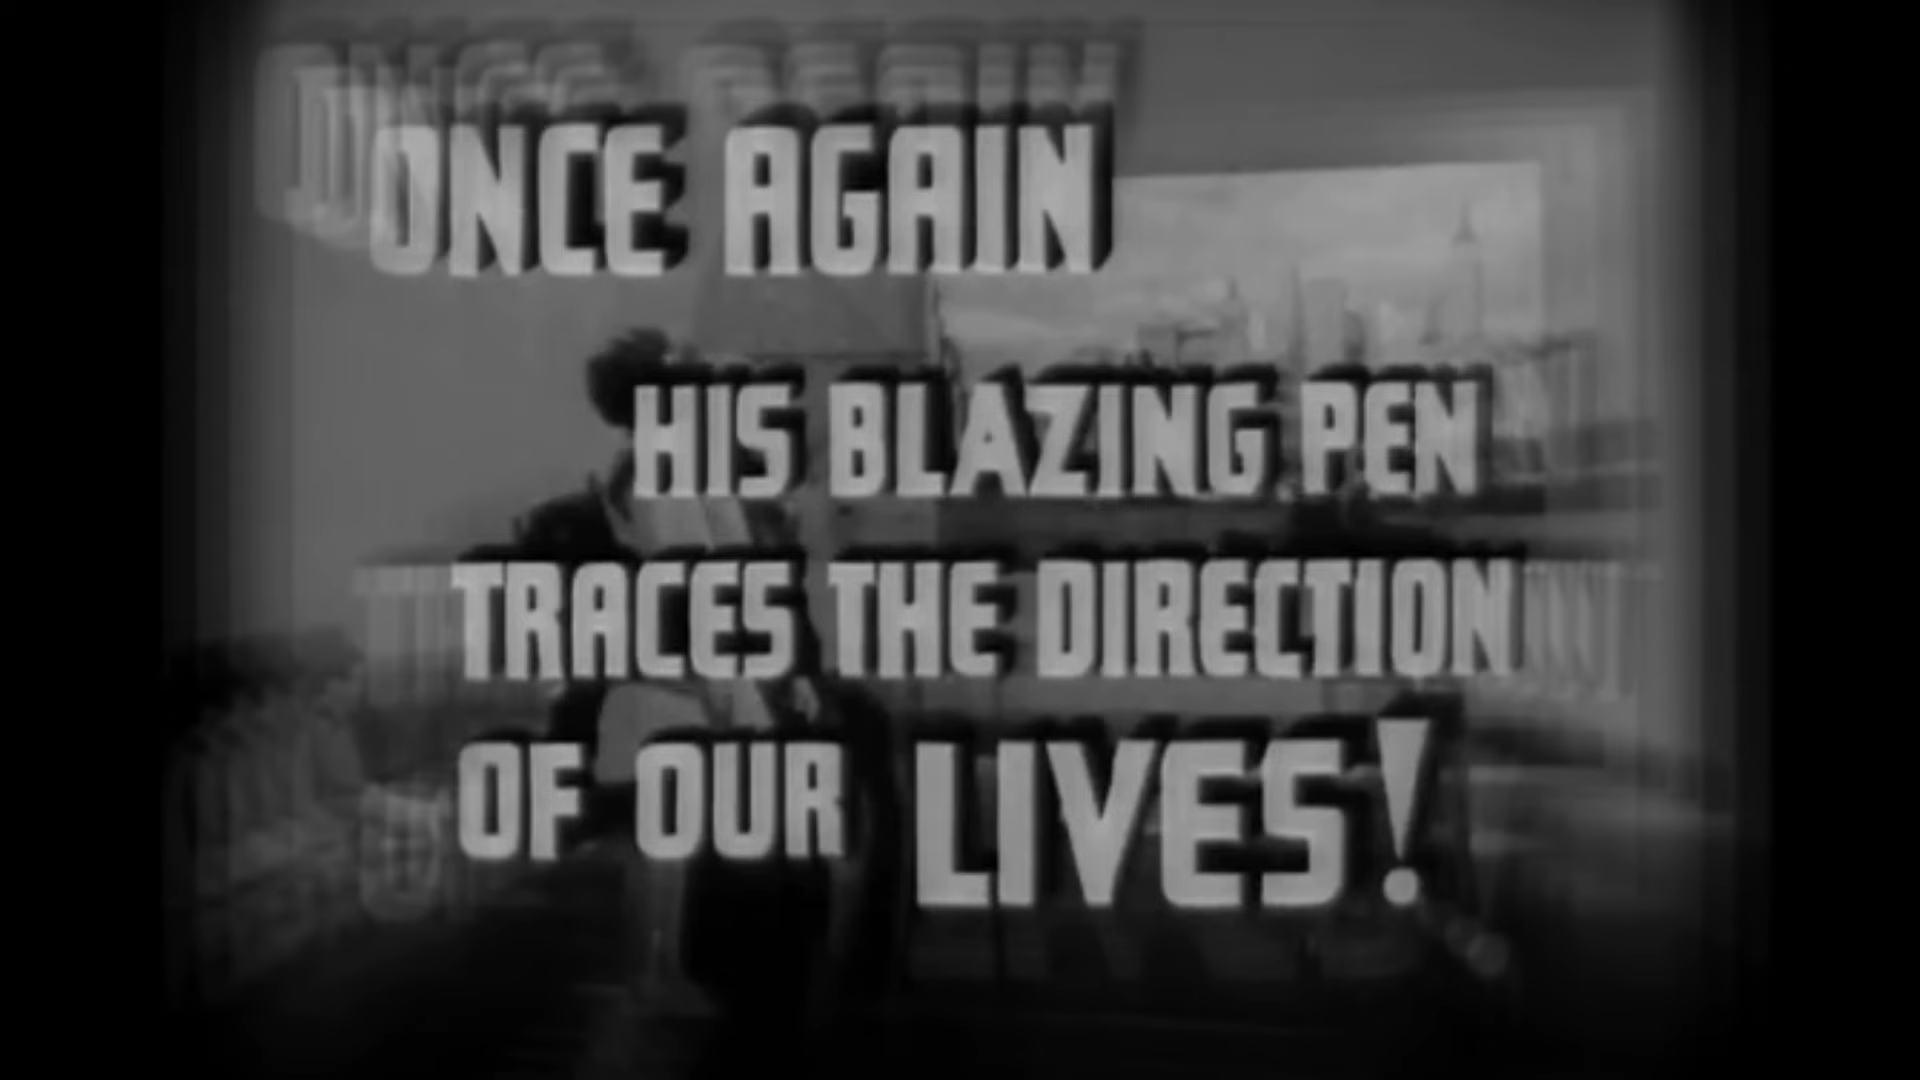 ONCE AGAIN
HIS BLAZING PEN
TRACES THE DIRECTION
OF OUR LIVES!